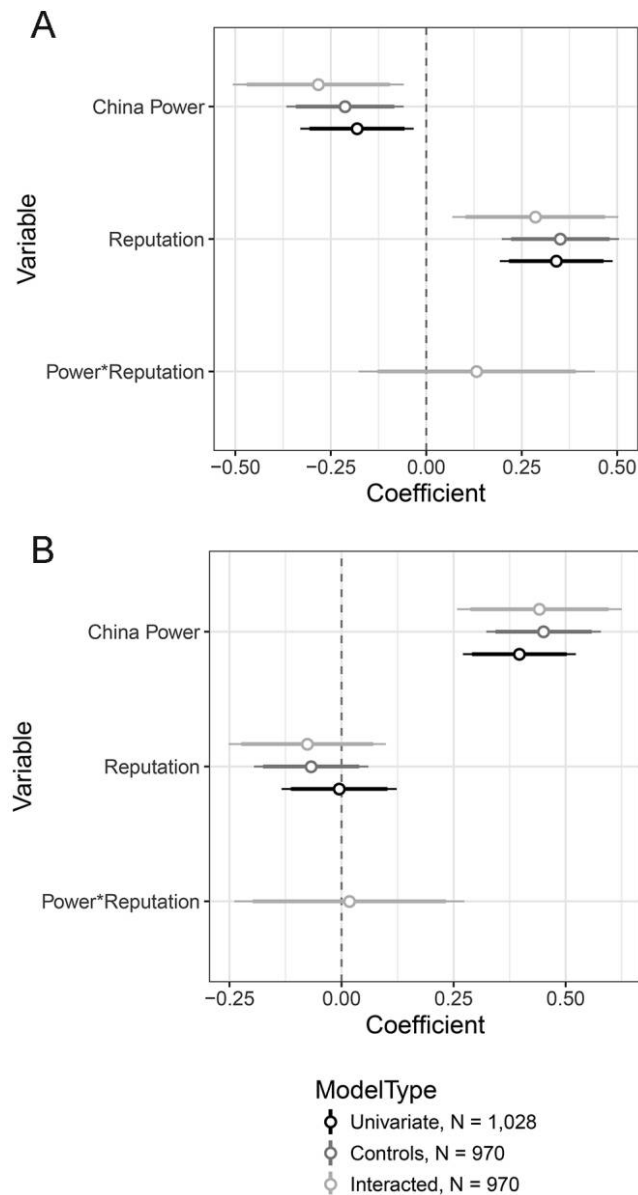 A
China Power
Reputation
Power*Reputation
Variable
−0.50 −0.25 0.00 0.25 0.50
Coefficient
B
China Power
Reputation
Power*Reputation
Variable
−0.25 0.00 0.25 0.50
Coefficient
ModelType
Univariate, N = 1,028
Controls, N = 970
Interacted, N = 970